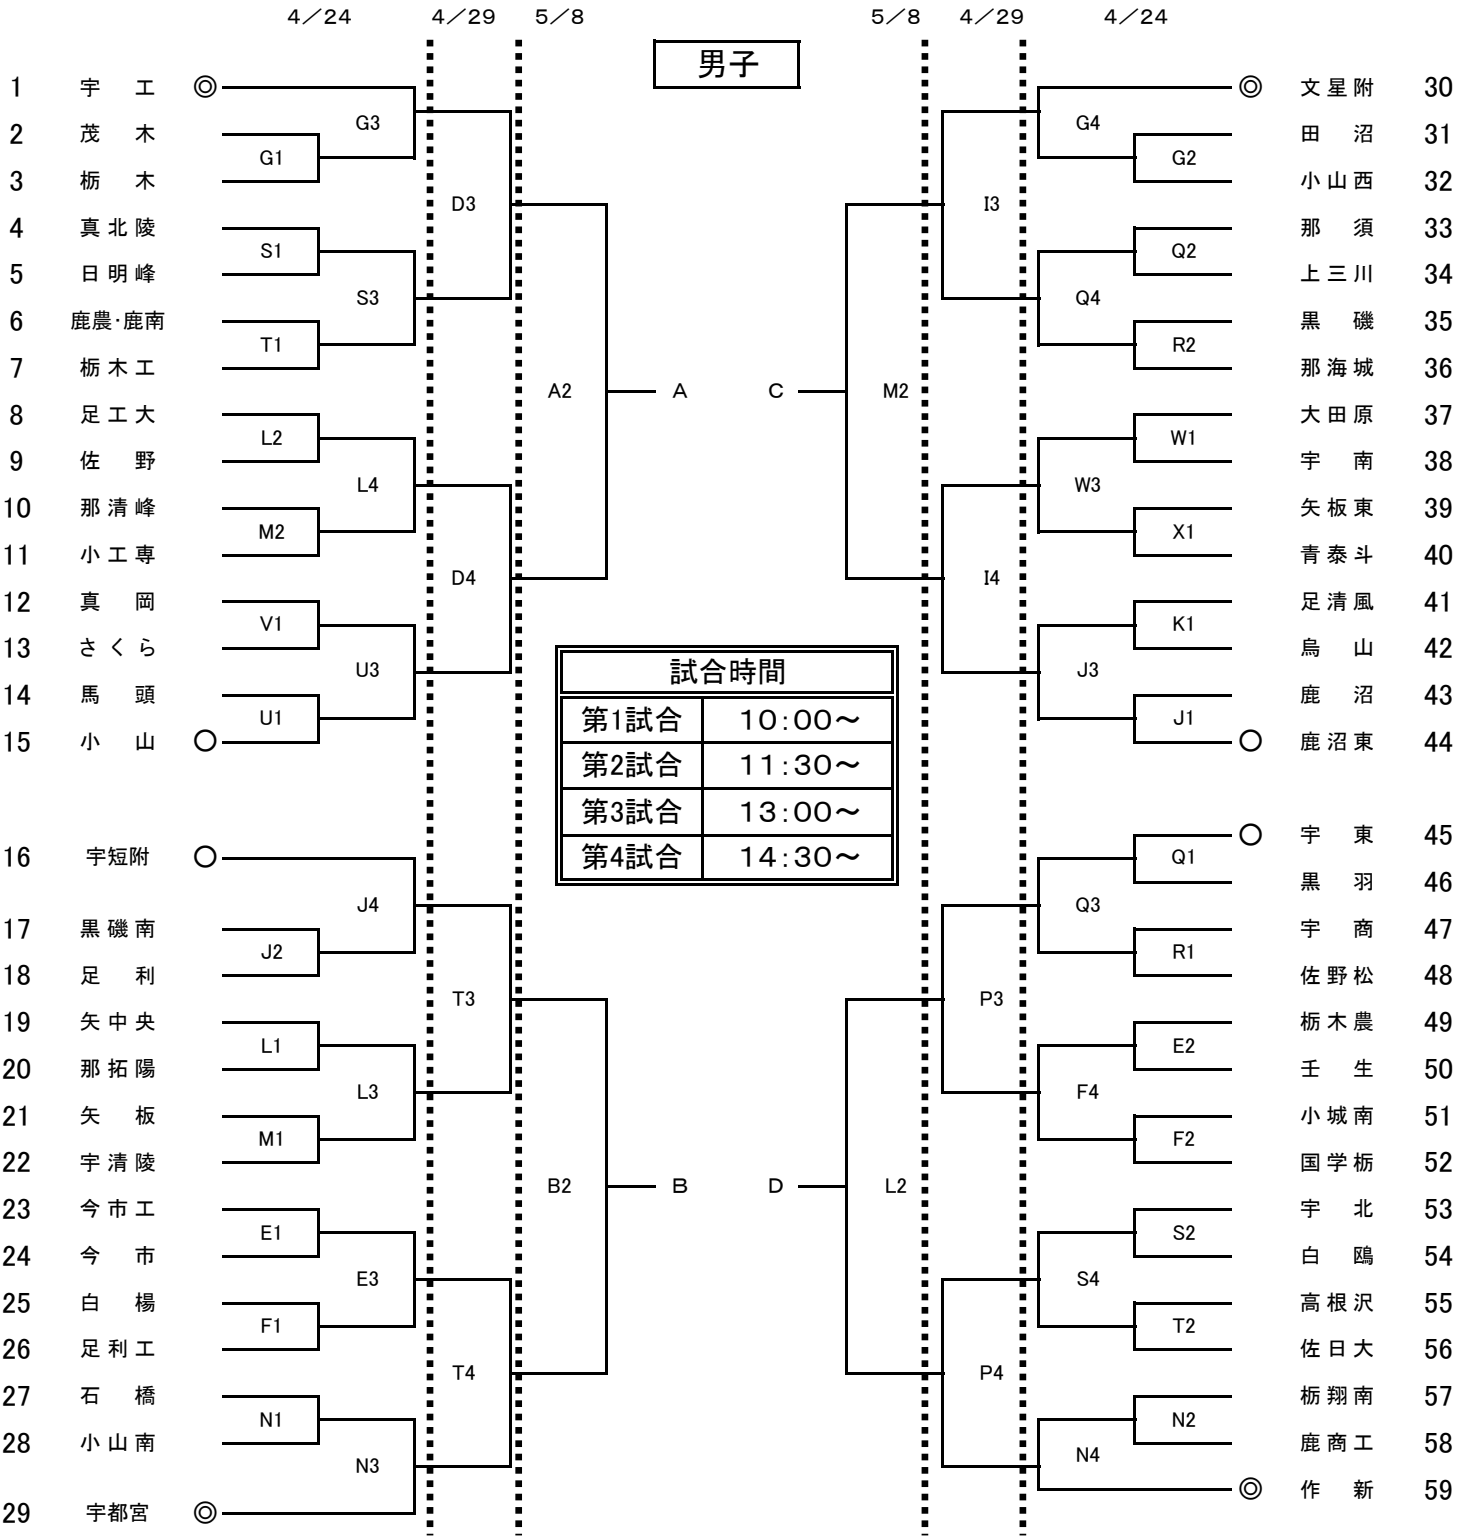 4／24 4／29 5／8 5／8 4／29 4／24
男子
1 宇 工 ◎ ◎ 文星附 30
G3 G4
2 茂 木 田 沼 31
G1 G2
3 栃 木 小山西 32
D3 I3
4 真北陵 那 須 33
S1 Q2
5 日明峰 上三川 34
S3 Q4
6 鹿農・鹿南 黒 磯 35
T1 R2
7 栃木工 那海城 36
A2 A C M2
8 足工大 大田原 37
L2 W1
9 佐 野 宇 南 38
L4 W3
10 那清峰 矢板東 39
M2 X1
11 小工専 青泰斗 40
D4 I4
12 真 岡 足清風 41
V1 K1
13 さくら 烏 山 42
U3 J3
14 馬 頭 鹿 沼 43
U1 J1
15 小 山 ○ ○ 鹿沼東 44
試合時間
第1試合 10:00～
第2試合 11:30～
第3試合 13:00～
第4試合 14:30～
○ 宇 東 45
16 宇短附 ○ Q1
黒 羽 46
J4 Q3
17 黒磯南 宇 商 47
J2 R1
18 足 利 佐野松 48
T3 P3
19 矢中央 栃木農 49
L1 E2
20 那拓陽 壬 生 50
L3 F4
21 矢 板 小城南 51
M1 F2
22 宇清陵 国学栃 52
B2 B D L2
23 今市工 宇 北 53
E1 S2
24 今 市 白 鴎 54
E3 S4
25 白 楊 高根沢 55
F1 T2
26 足利工 佐日大 56
T4 P4
27 石 橋 栃翔南 57
N1 N2
28 小山南 鹿商工 58
N3 N4
◎ 作 新 59
29 宇都宮 ◎